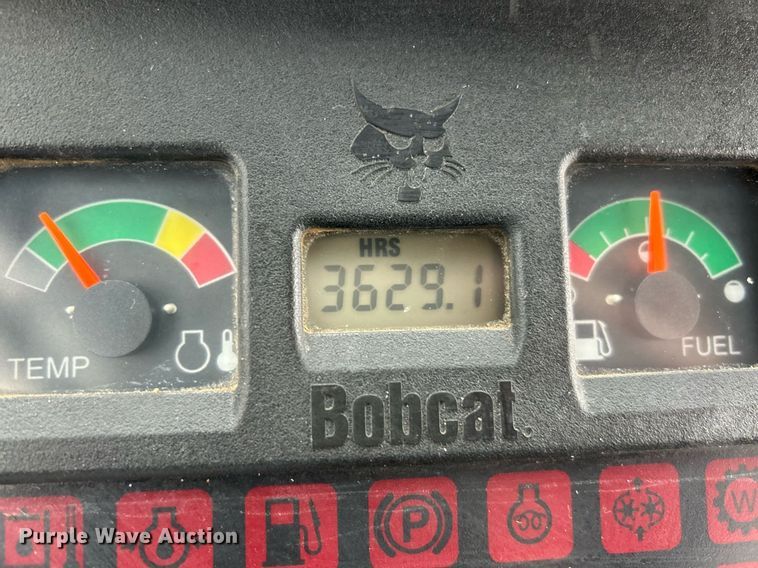 HRS
3629.1
TEMP
FUEL
Bobcat
P
W
Purple Wave Auction